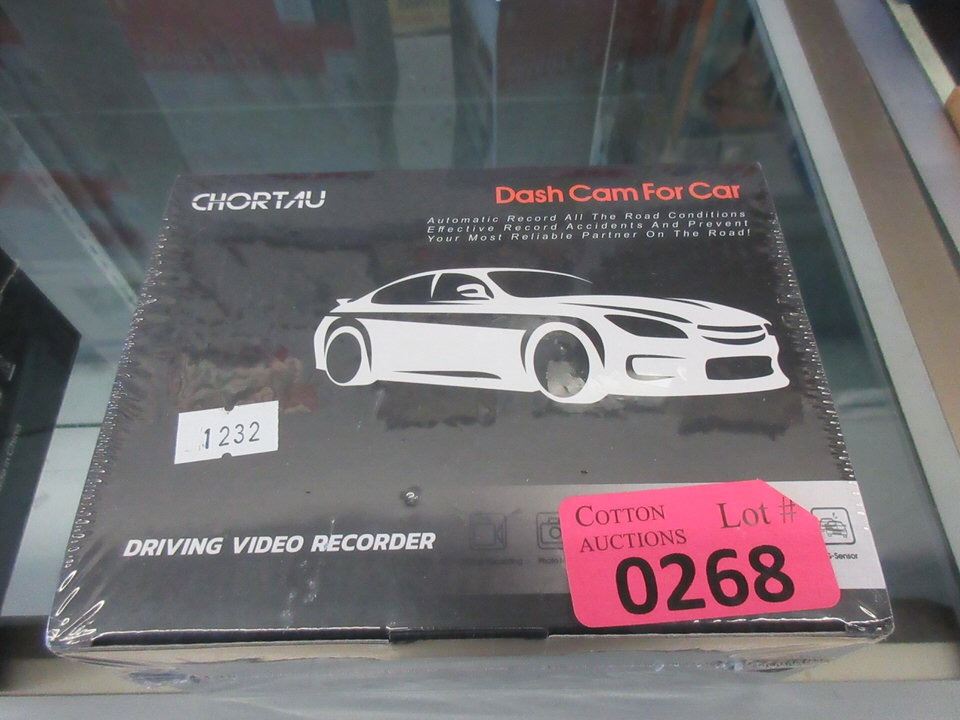 CHORTAU
Dash Cam For Car
Automatic Record All The Road Conditions
Effective Record Accidents And Prevent
Your Most Reliable Partner On The Road!
1232
DRIVING VIDEO RECORDER
COTTON
AUCTIONS
Lot #
0268
G-Sensor